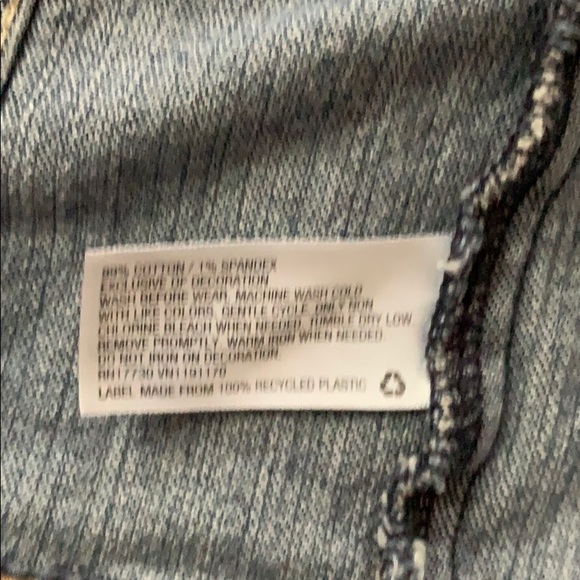 99% COTTON / 1% SPANDEX
EXCLUSIVE OF DECORATION
WASH BEFORE WEAR. MACHINE WASH COLD
WITH LIKE COLORS, GENTLE CYCLE. ONLY NON
CHLORINE BLEACH WHEN NEEDED. TUMBLE DRY LOW
REMOVE PROMPTLY. WARM IRON WHEN NEEDED.
DO NOT IRON ON DECORATION.
LABEL MADE FROM 100% RECYCLED PLASTIC